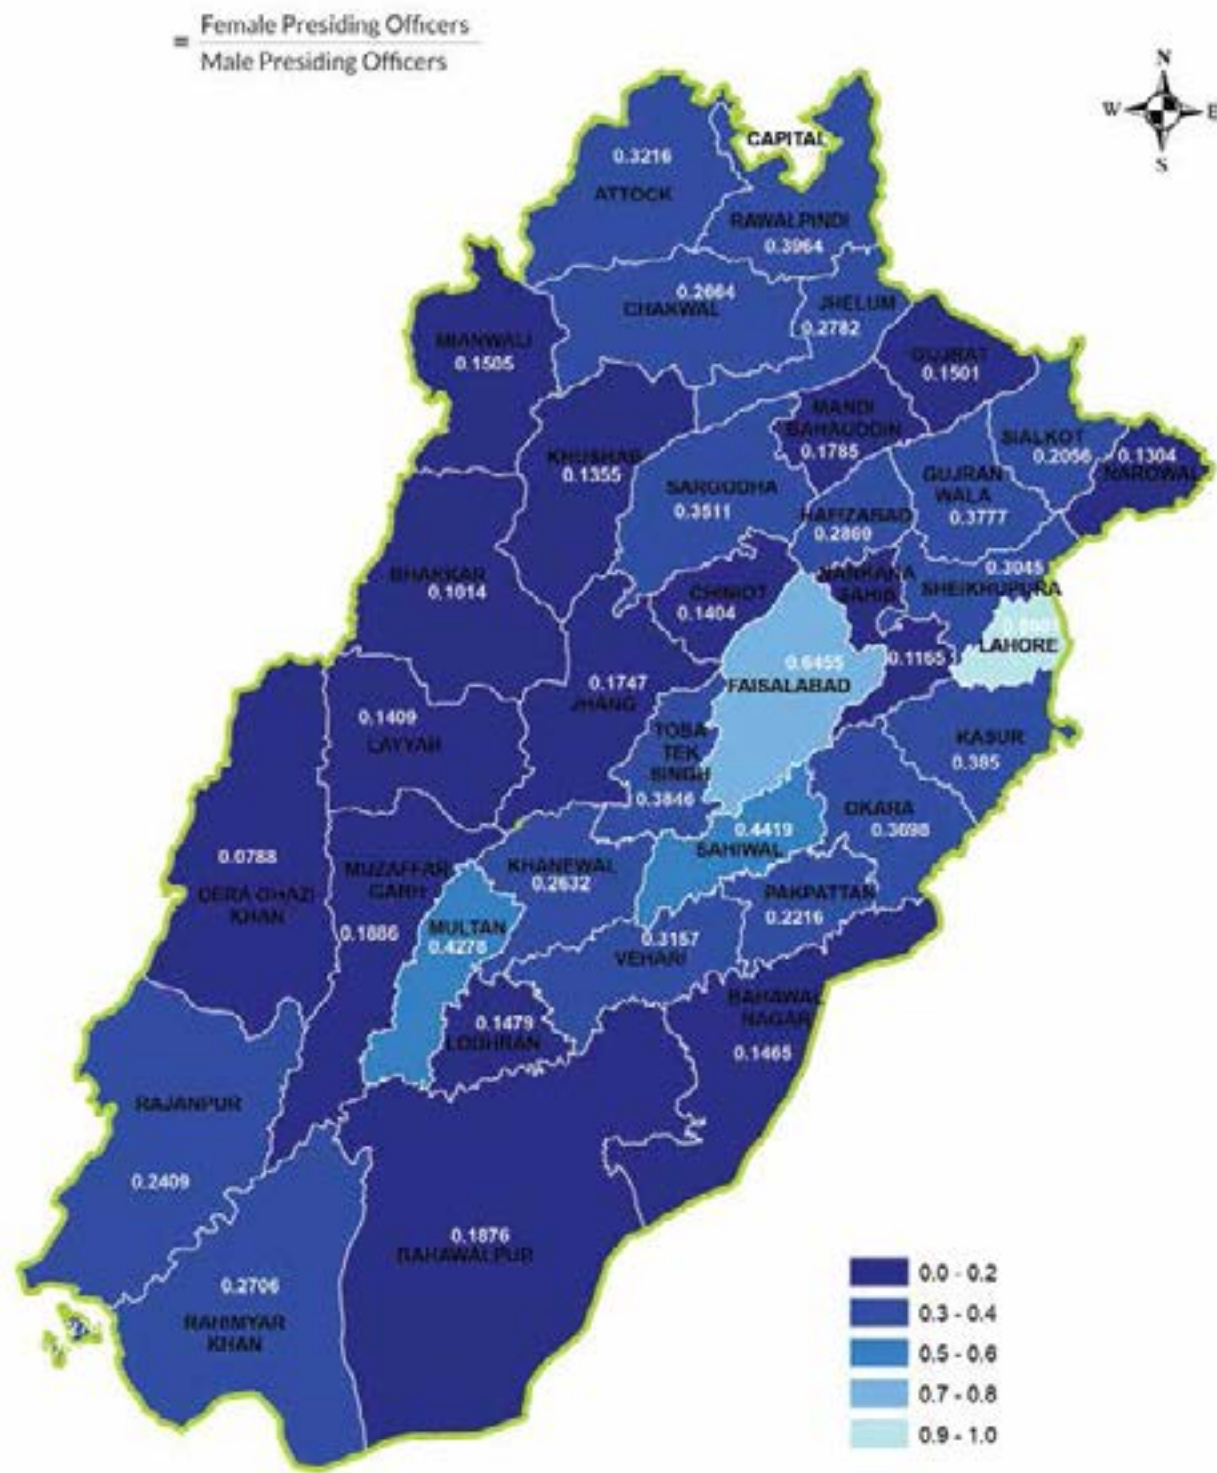 = Female Presiding Officers
Male Presiding Officers
N
W E
S
CAPITAL
0.3216
ATTOCK
RAWALPINDI
0.3964
0.2664
CHAKWAL
JHELUM
0.2782
MIANWALI
0.1505
GUJRAT
0.1501
MANDI
BAHAUDDIN
0.1785
SIALKOT
0.2056
0.1304
NAROWAL
KHUSHAB
0.1355
SARGODHA
0.3511
GUJRAN
WALA
0.3777
HAFIZABAD
0.2869
BHAKKAR
0.1014
CHINIOT
0.1404
NANKANA
SAHIB
0.1165
0.3045
SHEIKHUPURA
LAHORE
0.6455
FAISALABAD
0.1747
JHANG
0.1409
LAYYAH
TOBA
TEK
SINGH
0.3846
KASUR
0.385
OKARA
0.3698
0.4419
SAHIWAL
0.0788
DERA GHAZI
KHAN
MUZAFFAR
GARH
0.1886
KHANEWAL
0.2632
PAKPATTAN
0.2216
MULTAN
0.4278
0.3157
VEHARI
BAHAWAL
NAGAR
0.1465
0.1479
LODHRAN
RAJANPUR
0.2409
0.1876
BAHAWALPUR
0.2706
RAHIMYAR
KHAN
0.0 - 0.2
0.3 - 0.4
0.5 - 0.6
0.7 - 0.8
0.9 - 1.0